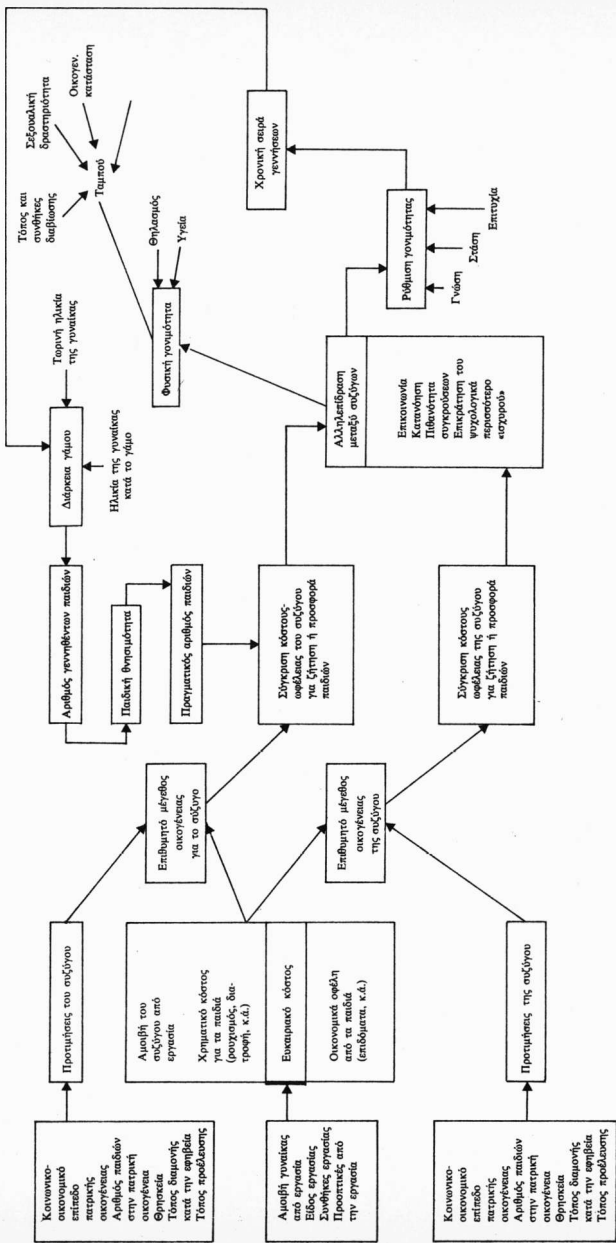 Κοινωνικο-
οικονομικό
επίπεδο
πατρικής
οικογένειας
Αριθμός παιδιών
στην πατρική
οικογένεια
Θρησκεία
Τόπος διαμονής
κατά την εφηβεία
Τόπος προέλευσης
Προτιμήσεις του συζύγου
Αμοιβή γυναίκας
από εργασία
Είδος εργασίας
Συνθήκες εργασίας
Προοπτικές από
την εργασία
Αμοιβή του
συζύγου από
εργασία
Χρηματικό κόστος
για τα παιδιά
(ρουχισμός, δια-
τροφή, κ.ά.)
Ευκαιριακό κόστος
Οικονομικά οφέλη
από τα παιδιά
(επιδόματα, κ.ά.)
Κοινωνικο-
οικονομικό
επίπεδο
πατρικής
οικογένειας
Αριθμός παιδιών
στην πατρική
οικογένεια
Θρησκεία
Τόπος διαμονής
κατά την εφηβεία
Τόπος προέλευσης
Προτιμήσεις της συζύγου
Επιθυμητό μέγεθος
οικογένειας
για το σύζυγο
Επιθυμητό μέγεθος
οικογένειας
της συζύγου
Αριθμός γεννηθέντων παιδιών
Παιδική θνησιμότητα
Πραγματικός αριθμός παιδιών
Σύγκριση κόστους-
ωφέλειας του συζύγου
για ζήτηση ή προσφορά
παιδιών
Σύγκριση κόστους
ωφέλειας της συζύγου
για ζήτηση ή προσφορά
παιδιών
Διάρκεια γάμου
Τωρινή ηλικία
της γυναίκας
Ηλικία της γυναίκας
κατά το γάμο
Φυσική γονιμότητα
Θηλασμός
Υγεία
Τόπος και
συνθήκες
διαβίωσης
Σεξουαλική
δραστηριότητα
Οικογεν.
κατάσταση
Ταμπού
Αλληλεπίδραση
μεταξύ συζύγων
Επικοινωνία
Κατανόηση
Πιθανότητα
συγκρούσεων
Επικράτηση του
ψυχολογικά
περισσότερο
«ισχυρού»
Χρονική σειρά
γεννήσεων
Ρύθμιση γονιμότητας
Γνώση
Στάση
Επιτυχία